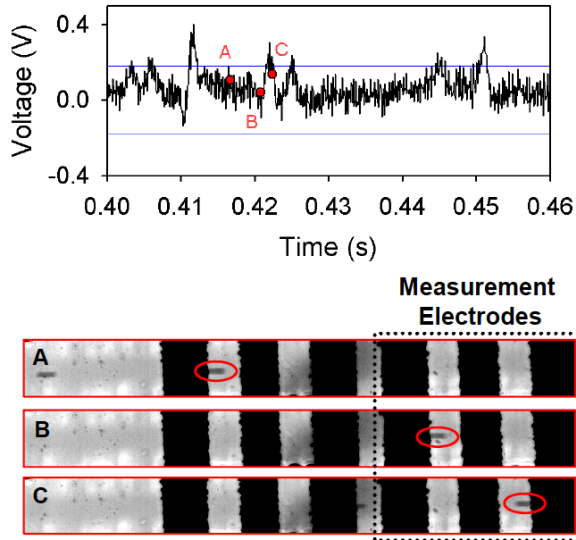 0.4
0.0
-0.4
Voltage (V)
A
B
C
0.40 0.41 0.42 0.43 0.44 0.45 0.46
Time (s)
Measurement
Electrodes
A
B
C